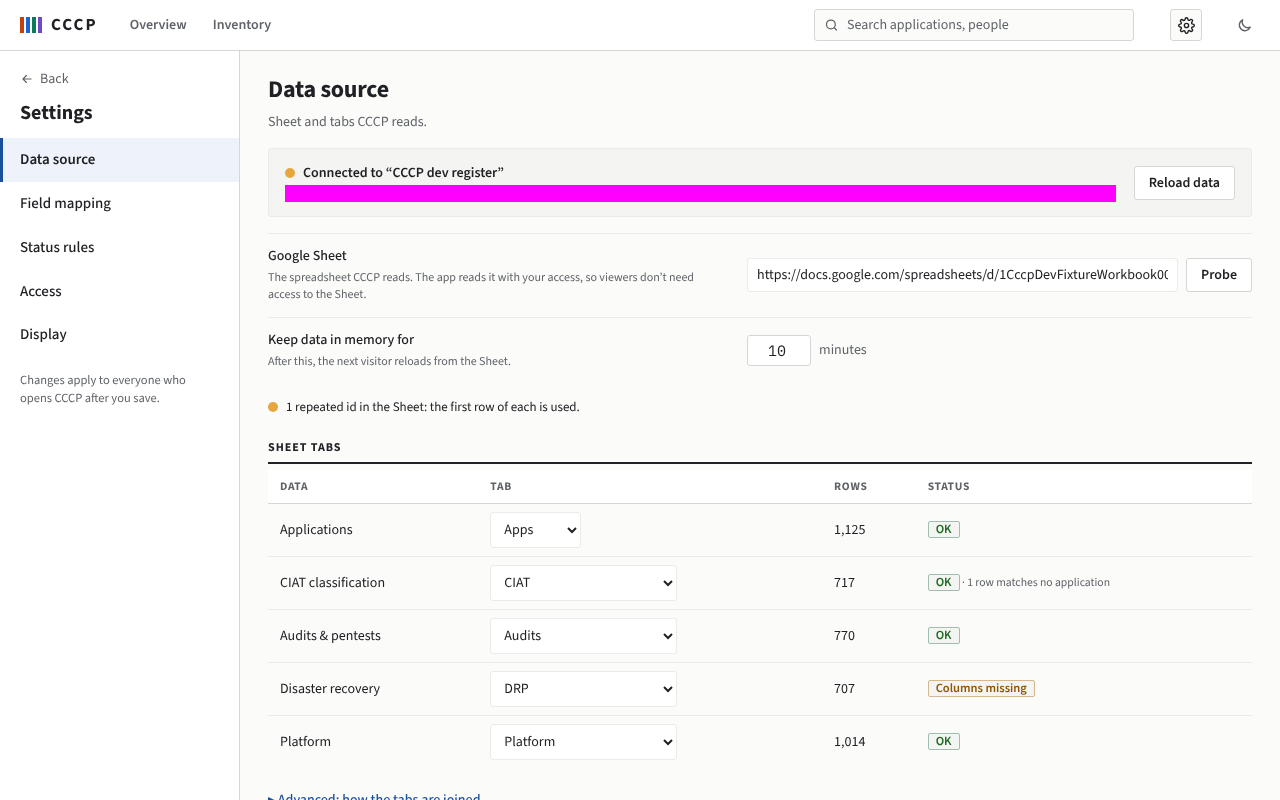 CCCP
Overview
Inventory
Search applications, people
← Back
Settings
Data source
Field mapping
Status rules
Access
Display
Changes apply to everyone who
opens CCCP after you save.
Data source
Sheet and tabs CCCP reads.
Connected to “CCCP dev register”
Reload data
Google Sheet
The spreadsheet CCCP reads. The app reads it with your access, so viewers don't need
access to the Sheet.
https://docs.google.com/spreadsheets/d/1CccpDevFixtureWorkbook00
Probe
Keep data in memory for
After this, the next visitor reloads from the Sheet.
10 minutes
1 repeated id in the Sheet: the first row of each is used.
SHEET TABS
DATA TAB ROWS STATUS
Applications Apps 1,125 OK
CIAT classification CIAT 717 OK · 1 row matches no application
Audits & pentests Audits 770 OK
Disaster recovery DRP 707 Columns missing
Platform Platform 1,014 OK
▸ Advanced: how the tabs are joined